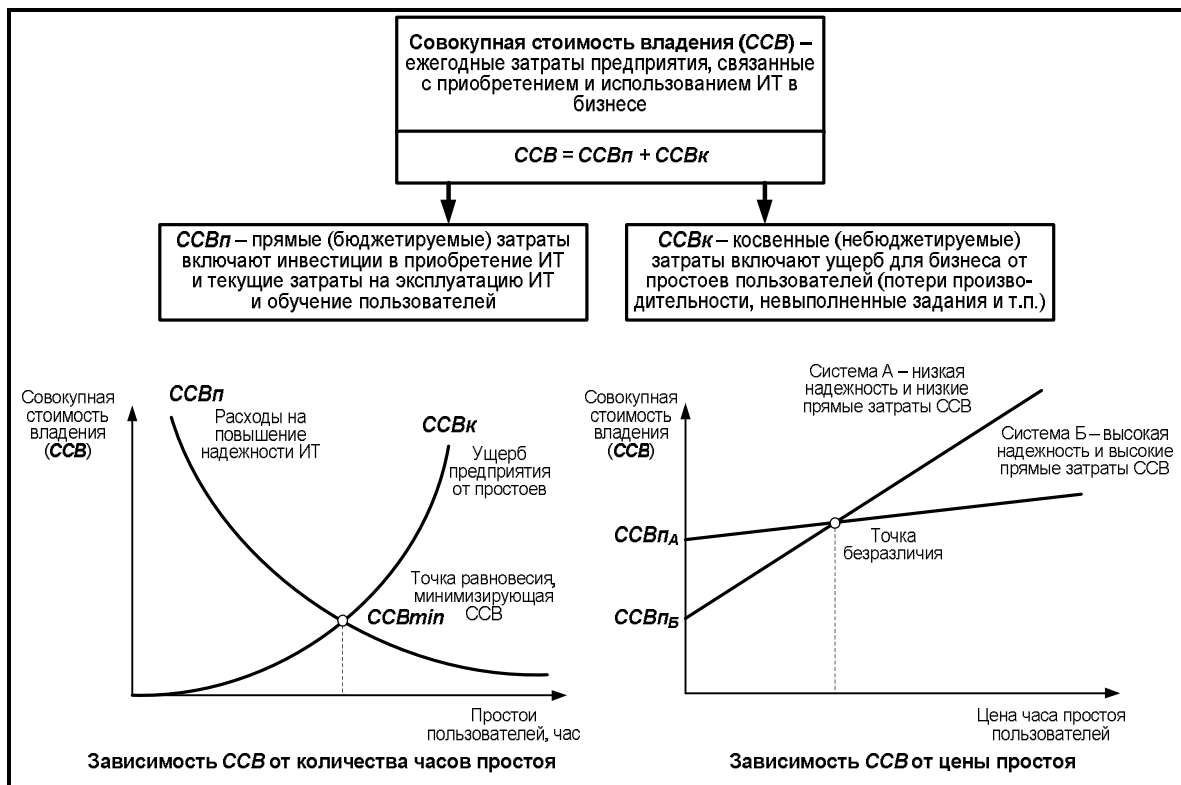 Совокупная стоимость владения (ССВ) –
ежегодные затраты предприятия, связанные
с приобретением и использованием ИТ в
бизнесе
ССВ = ССВп + ССВк
ССВп – прямые (бюджетируемые) затраты
включают инвестиции в приобретение ИТ
и текущие затраты на эксплуатацию ИТ
и обучение пользователей
ССВк – косвенные (небюджетируемые)
затраты включают ущерб для бизнеса от
простоев пользователей (потери произво-
дительности, невыполненные задания и т.п.)
Совокупная
стоимость
владения
(ССВ)
ССВп
Расходы на
повышение
надежности ИТ
ССВк
Ущерб
предприятия
от простоев
Точка равновесия,
минимизирующая
ССВ
ССВmin
Простои
пользователей, час
Зависимость ССВ от количества часов простоя
Совокупная
стоимость
владения
(ССВ)
Система А – низкая
надежность и низкие
прямые затраты ССВ
Система Б – высокая
надежность и высокие
прямые затраты ССВ
ССВпА
Точка
безразличия
ССВпБ
Цена часа простоя
пользователей
Зависимость ССВ от цены простоя